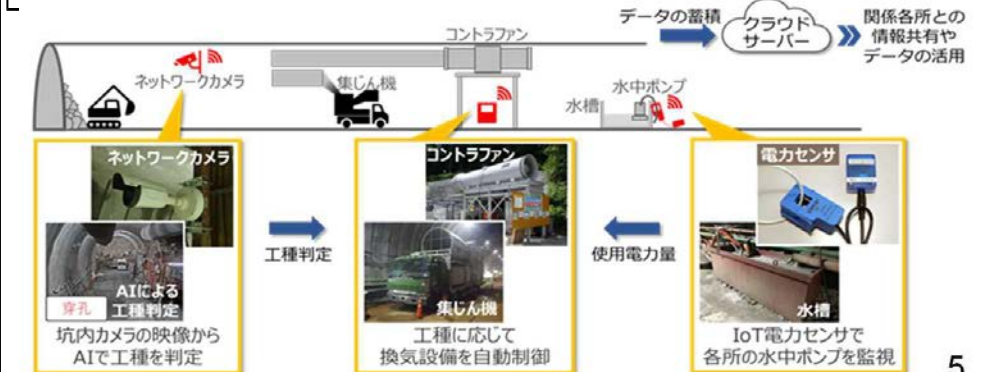 データの蓄積
クラウド
サーバー
関係各所との
情報共有や
データの活用
コントラファン
ネットワークカメラ
集じん機
水槽
水中ポンプ
ネットワークカメラ
AIによる
工種判定
穿孔
坑内カメラの映像から
AIで工種を判定
工種判定
コントラファン
集じん機
工種に応じて
換気設備を自動制御
使用電力量
電力センサ
水槽
IoT電力センサで
各所の水中ポンプを監視
5